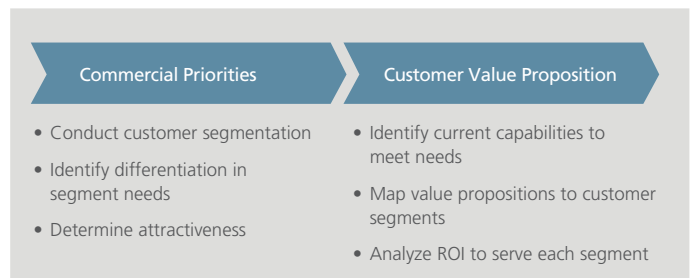 Commercial Priorities
Customer Value Proposition
• Conduct customer segmentation
• Identify differentiation in
segment needs
• Determine attractiveness
• Identify current capabilities to
meet needs
• Map value propositions to customer
segments
• Analyze ROI to serve each segment